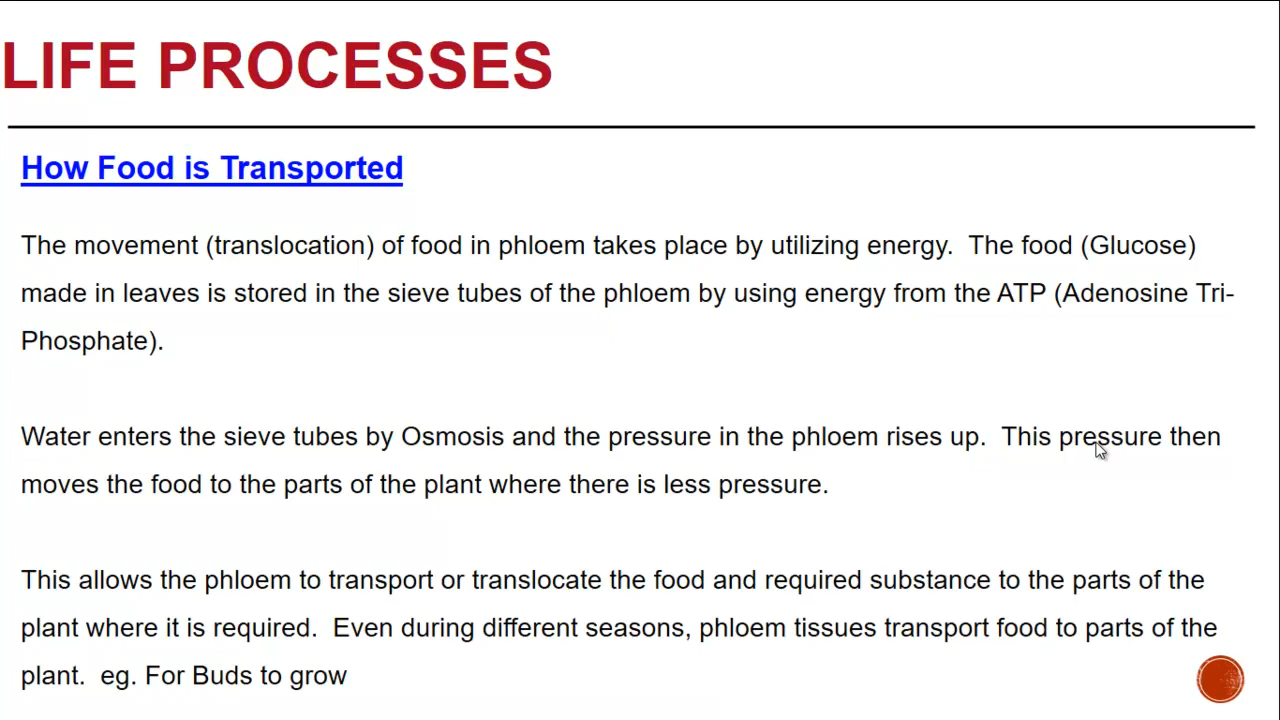 LIFE PROCESSES
How Food is Transported
The movement (translocation) of food in phloem takes place by utilizing energy.  The food (Glucose)
made in leaves is stored in the sieve tubes of the phloem by using energy from the ATP (Adenosine Tri-
Phosphate).
Water enters the sieve tubes by Osmosis and the pressure in the phloem rises up.  This pressure then
moves the food to the parts of the plant where there is less pressure.
This allows the phloem to transport or translocate the food and required substance to the parts of the
plant where it is required.  Even during different seasons, phloem tissues transport food to parts of the
plant.  eg. For Buds to grow